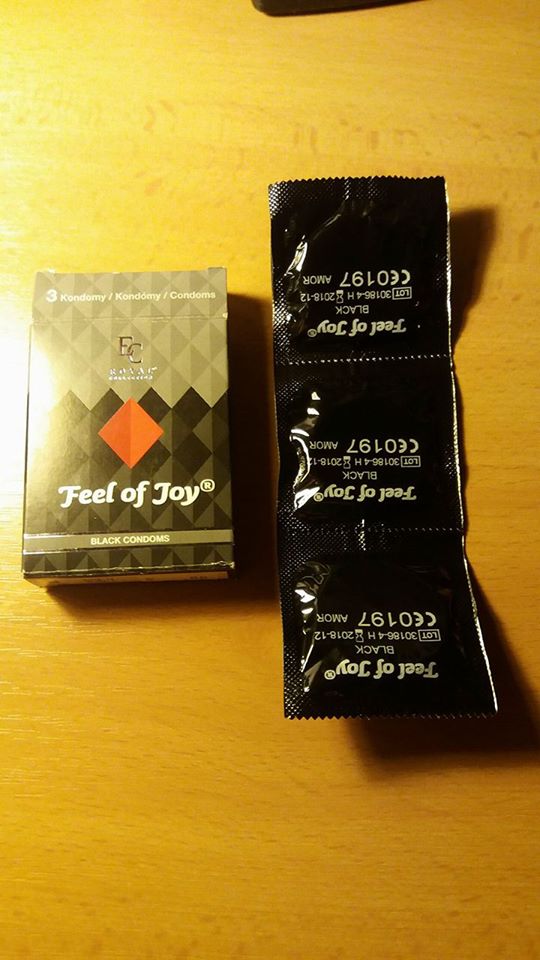 3 Kondomy / Kondómy / Condoms
EC
ROYAL
COLLECTION
Feel of Joy®
BLACK CONDOMS
Feel of Joy®
BLACK
LOT 30186-4 H 2018-12
CE0197 AMOR
Feel of Joy®
BLACK
LOT 30186-4 H 2018-12
CE0197 AMOR
Feel of Joy®
BLACK
LOT 30186-4 H 2018-12
CE0197 AMOR